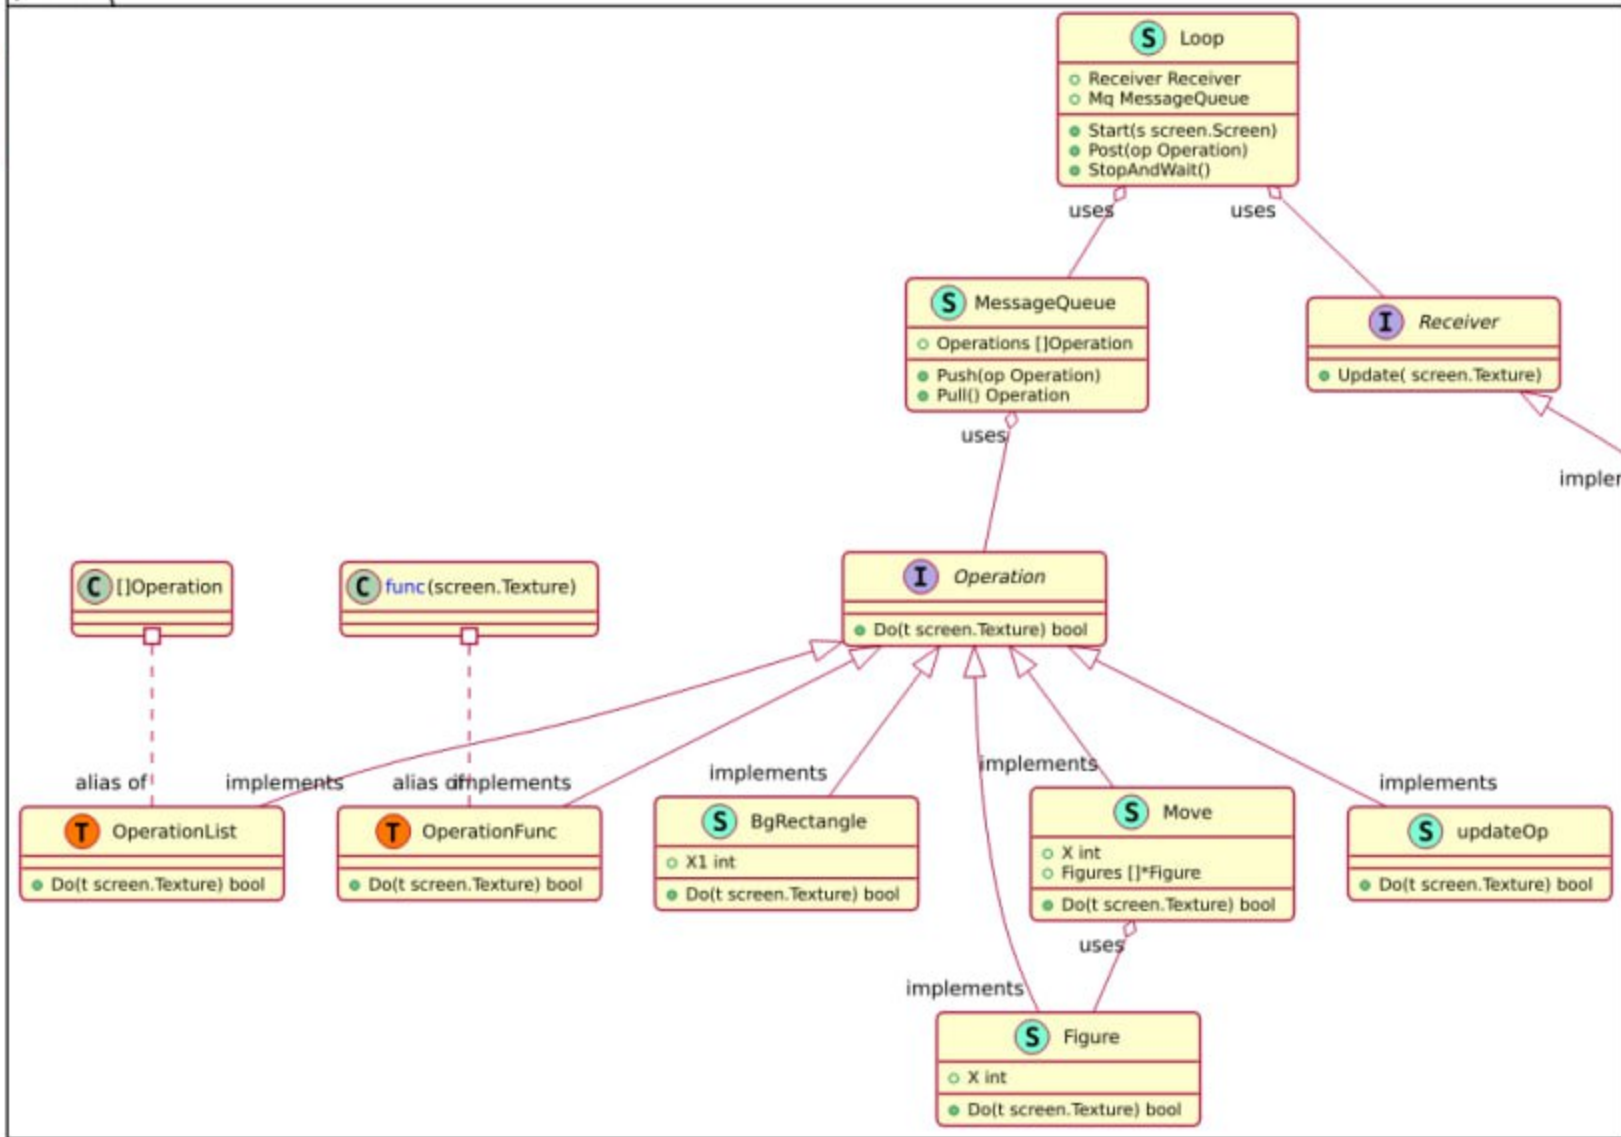 S Loop
Receiver Receiver
Mq MessageQueue
Start(s screen.Screen)
Post(op Operation)
StopAndWait()
uses
uses
S MessageQueue
Operations []Operation
Push(op Operation)
Pull() Operation
I Receiver
Update( screen.Texture)
uses
C []Operation
C func(screen.Texture)
I Operation
Do(t screen.Texture) bool
alias of
implements
alias of
implements
implements
implements
implements
T OperationList
Do(t screen.Texture) bool
T OperationFunc
Do(t screen.Texture) bool
S BgRectangle
X1 int
Do(t screen.Texture) bool
S Move
X int
Figures []*Figure
Do(t screen.Texture) bool
S updateOp
Do(t screen.Texture) bool
uses
implements
S Figure
X int
Do(t screen.Texture) bool